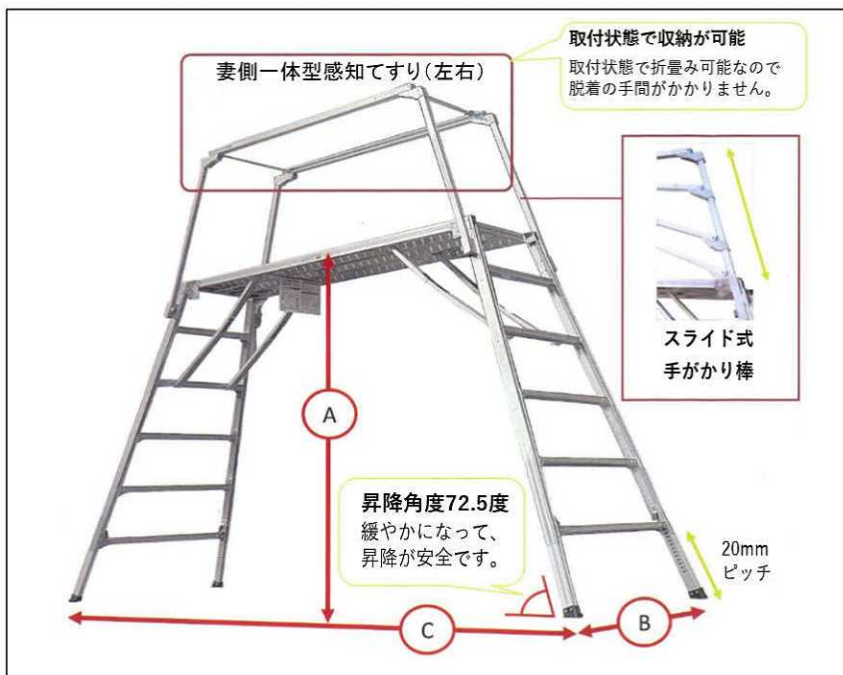 取付状態で収納が可能
取付状態で折畳み可能なので
脱着の手間がかかりません。
妻側一体型感知てすり(左右)
スライド式
手がかり棒
A
昇降角度72.5度
緩やかになって、
昇降が安全です。
20mm
ピッチ
C
B